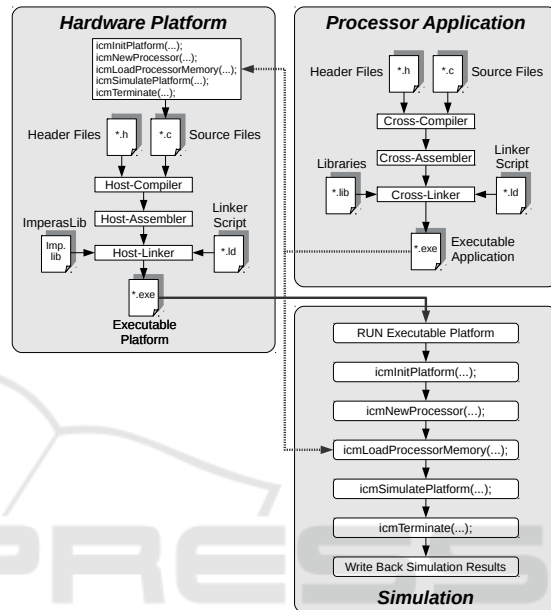 Hardware Platform
icmInitPlatform(...);
icmNewProcessor(...);
icmLoadProcessorMemory(...);
icmSimulatePlatform(...);
icmTerminate(...);
Header Files
*.h
*.c
Source Files
Host-Compiler
Host-Assembler
ImperasLib
Linker
Script
Imp.
lib
Host-Linker
*.ld
*.exe
Executable
Platform
Processor Application
Header Files
*.h
*.c
Source Files
Cross-Compiler
Cross-Assembler
Libraries
Linker
Script
*.lib
Cross-Linker
*.ld
*.exe
Executable
Application
RUN Executable Platform
icmInitPlatform(...);
icmNewProcessor(...);
icmLoadProcessorMemory(...);
icmSimulatePlatform(...);
icmTerminate(...);
Write Back Simulation Results
Simulation
PRESS